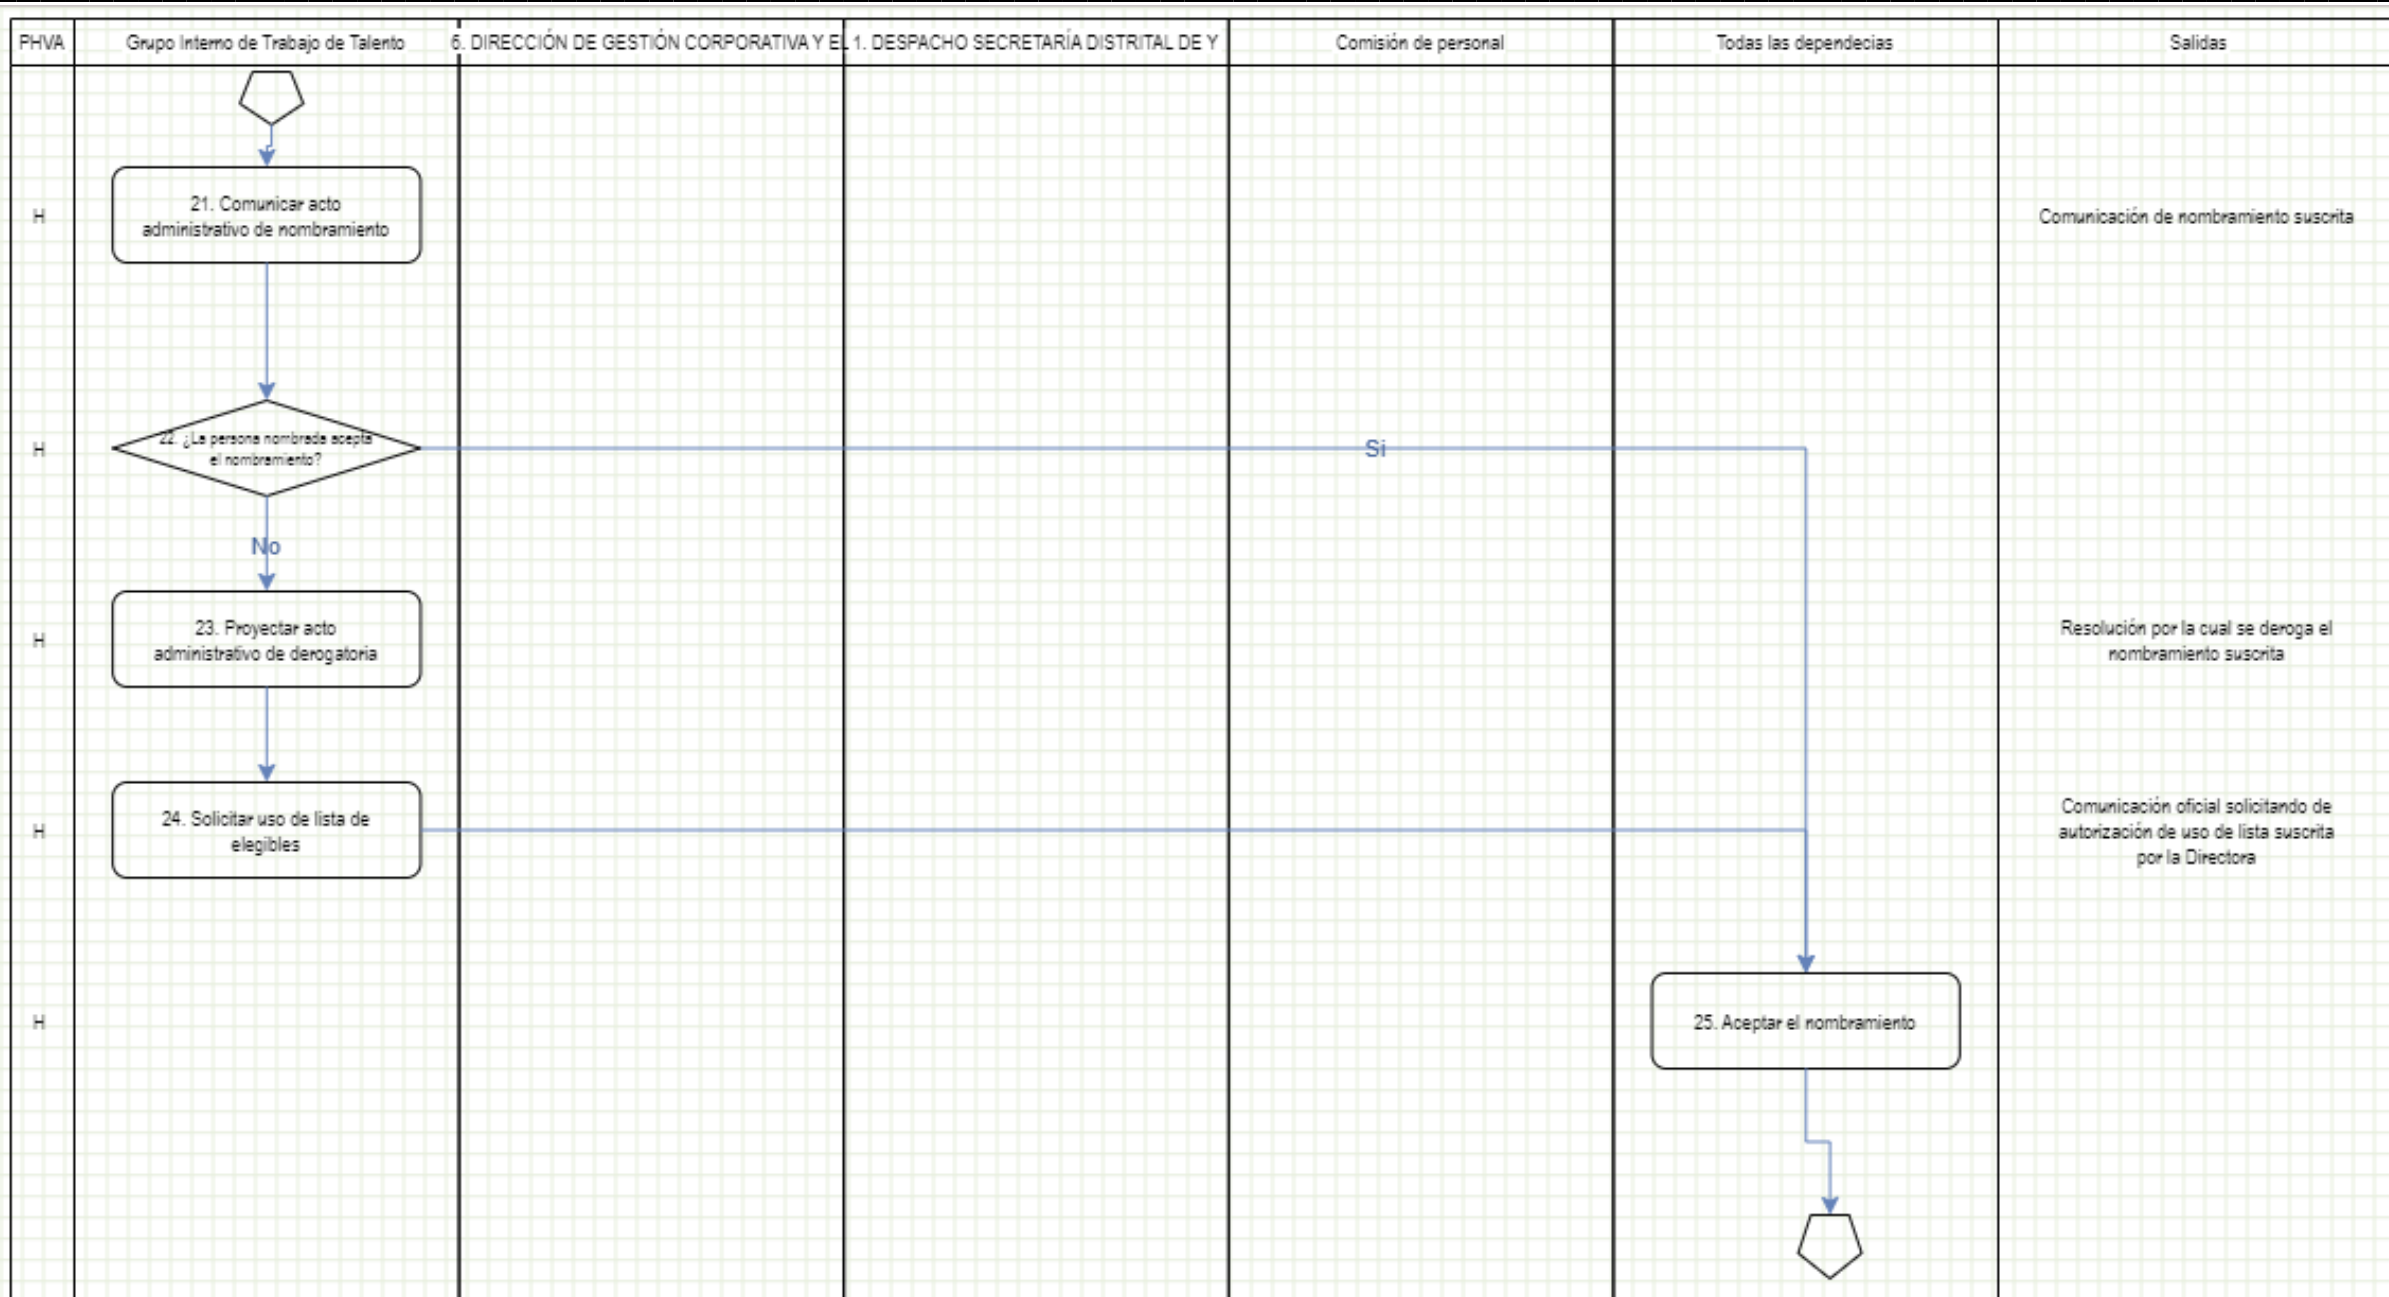 PHVA
Grupo Interno de Trabajo de Talento
6. DIRECCIÓN DE GESTIÓN CORPORATIVA Y EL
1. DESPACHO SECRETARÍA DISTRITAL DE Y
Comisión de personal
Todas las dependecias
Salidas
H
21. Comunicar acto
administrativo de nombramiento
Comunicación de nombramiento suscrita
H
22. ¿La persona nombrada acepta
el nombramiento?
Si
No
H
23. Proyectar acto
administrativo de derogatoria
Resolución por la cual se deroga el
nombramiento suscrita
H
24. Solicitar uso de lista de
elegibles
Comunicación oficial solicitando de
autorización de uso de lista suscrita
por la Directora
H
25. Aceptar el nombramiento